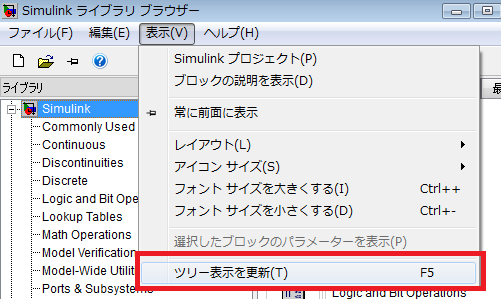 Simulink ライブラリ ブラウザー
ファイル(F) 編集(E) 表示(V) ヘルプ(H)
Simulink プロジェクト(P)
ブロックの説明を表示(D)
ライブラリ
最
Simulink
常に前面に表示
Commonly Used
Continuous
レイアウト(L)
Discontinuities
アイコン サイズ(S)
Discrete
フォント サイズを大きくする(I) Ctrl++
Logic and Bit Ope
フォント サイズを小さくする(D) Ctrl+-
Lookup Tables
Math Operations
選択したブロックのパラメーターを表示(P)
Model Verification
Model-Wide Utilit
ツリー表示を更新(T) F5
Ports & Subsystems
Logic and Bit Operations